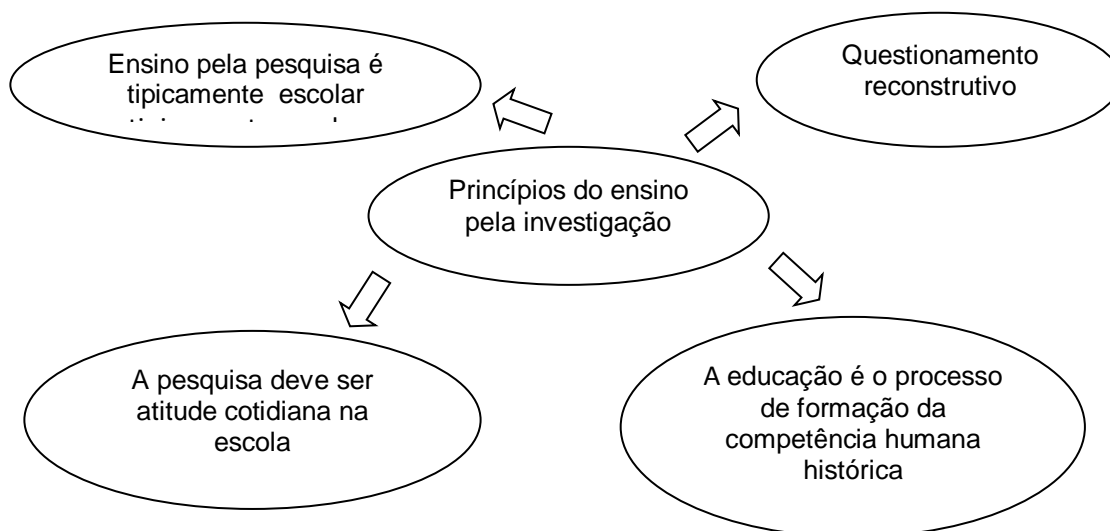 Ensino pela pesquisa é
tipicamente escolar
Questionamento
reconstrutivo
Princípios do ensino
pela investigação
A pesquisa deve ser
atitude cotidiana na
escola
A educação é o processo
de formação da
competência humana
histórica